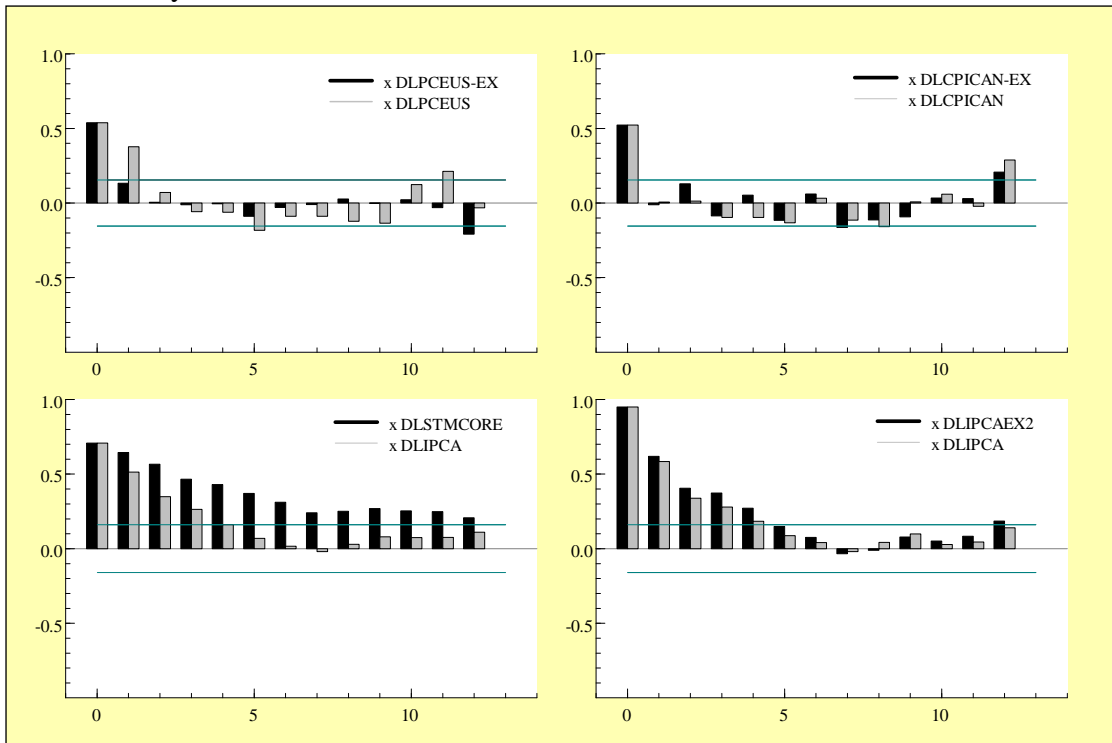 1.0
x DLPCEUS-EX
x DLPCEUS
0.5
0.0
-0.5
0 5 10
1.0
x DLCPICAN-EX
x DLCPICAN
0.5
0.0
-0.5
0 5 10
1.0
x DLSTMCORE
x DLIPCA
0.5
0.0
-0.5
0 5 10
1.0
x DLIPCAEX2
x DLIPCA
0.5
0.0
-0.5
0 5 10